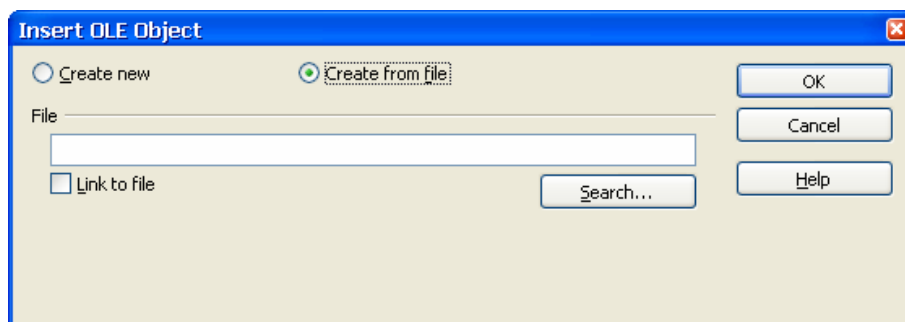 Insert OLE Object
Create new
Create from file
OK
File
Cancel
Link to file
Search...
Help